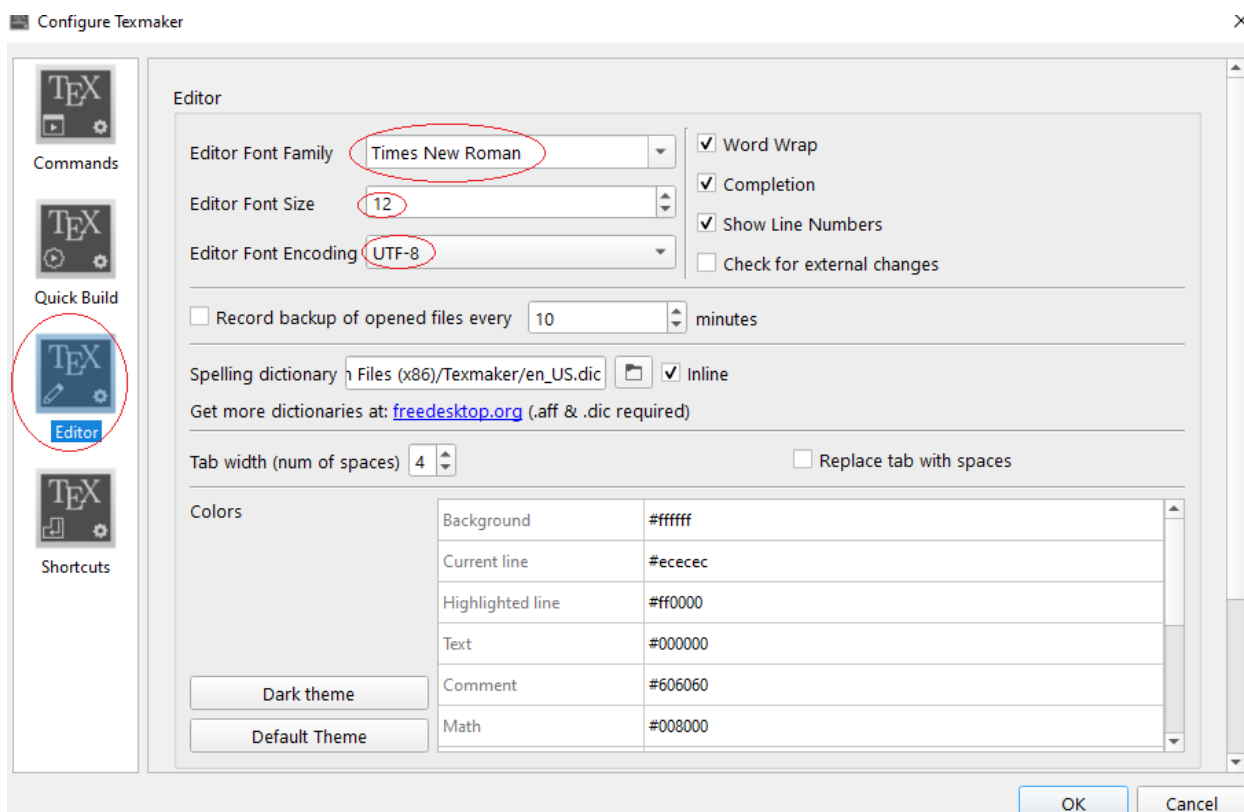 Configure Texmaker
TEX
Commands
TEX
Quick Build
TEX
Editor
TEX
Shortcuts
Editor
Editor Font Family Times New Roman
Editor Font Size 12
Editor Font Encoding UTF-8
Word Wrap
Completion
Show Line Numbers
Check for external changes
Record backup of opened files every 10 minutes
Spelling dictionary n Files (x86)/Texmaker/en_US.dic Inline
Get more dictionaries at: freedesktop.org (.aff & .dic required)
Tab width (num of spaces) 4 Replace tab with spaces
Colors
Background #ffffff
Current line #ececec
Highlighted line #ff0000
Text #000000
Comment #606060
Math #008000
Dark theme
Default Theme
OK Cancel